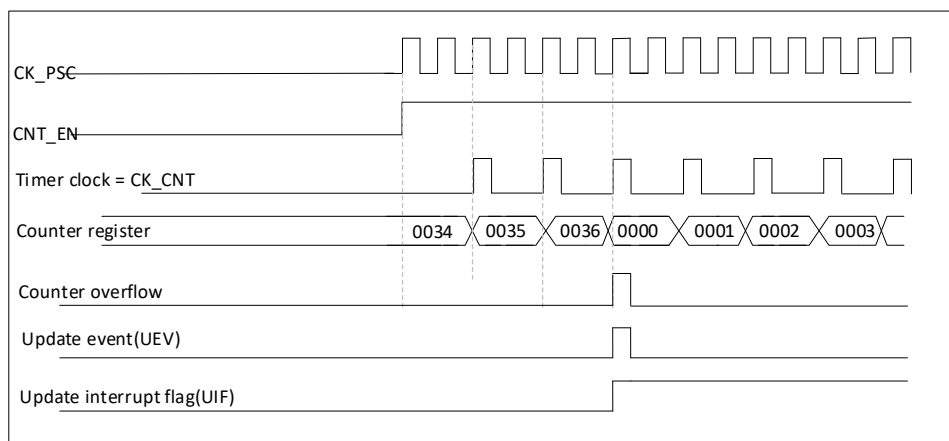 CK_PSC
CNT_EN
Timer clock = CK_CNT
Counter register 0034 0035 0036 0000 0001 0002 0003
Counter overflow
Update event(UEV)
Update interrupt flag(UIF)